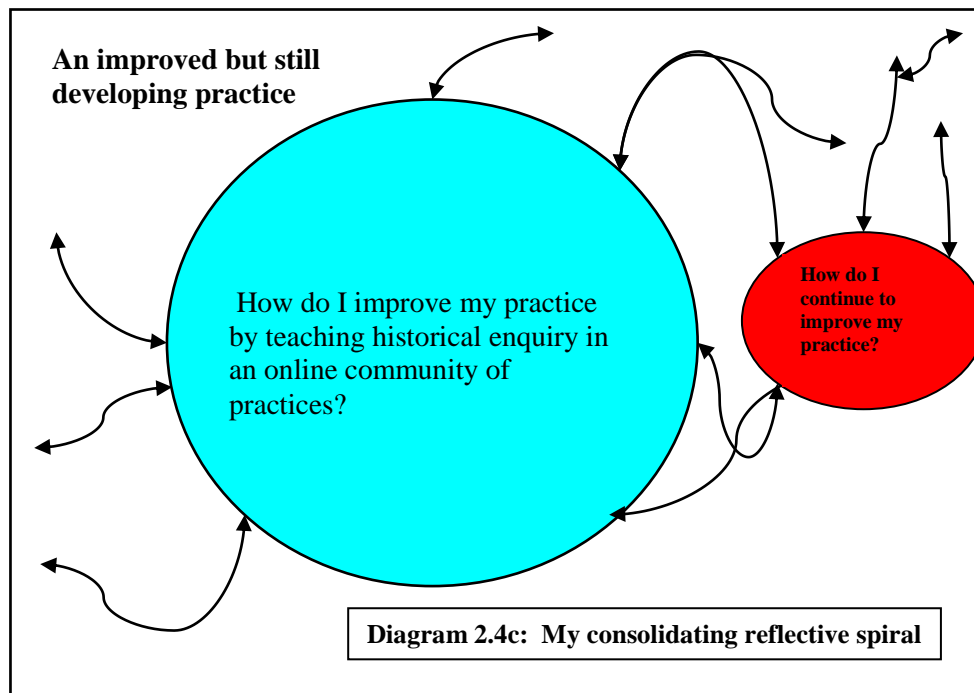 An improved but still
developing practice
How do I improve my practice
by teaching historical enquiry in
an online community of
practices?
How do I
continue to
improve my
practice?
Diagram 2.4c:  My consolidating reflective spiral